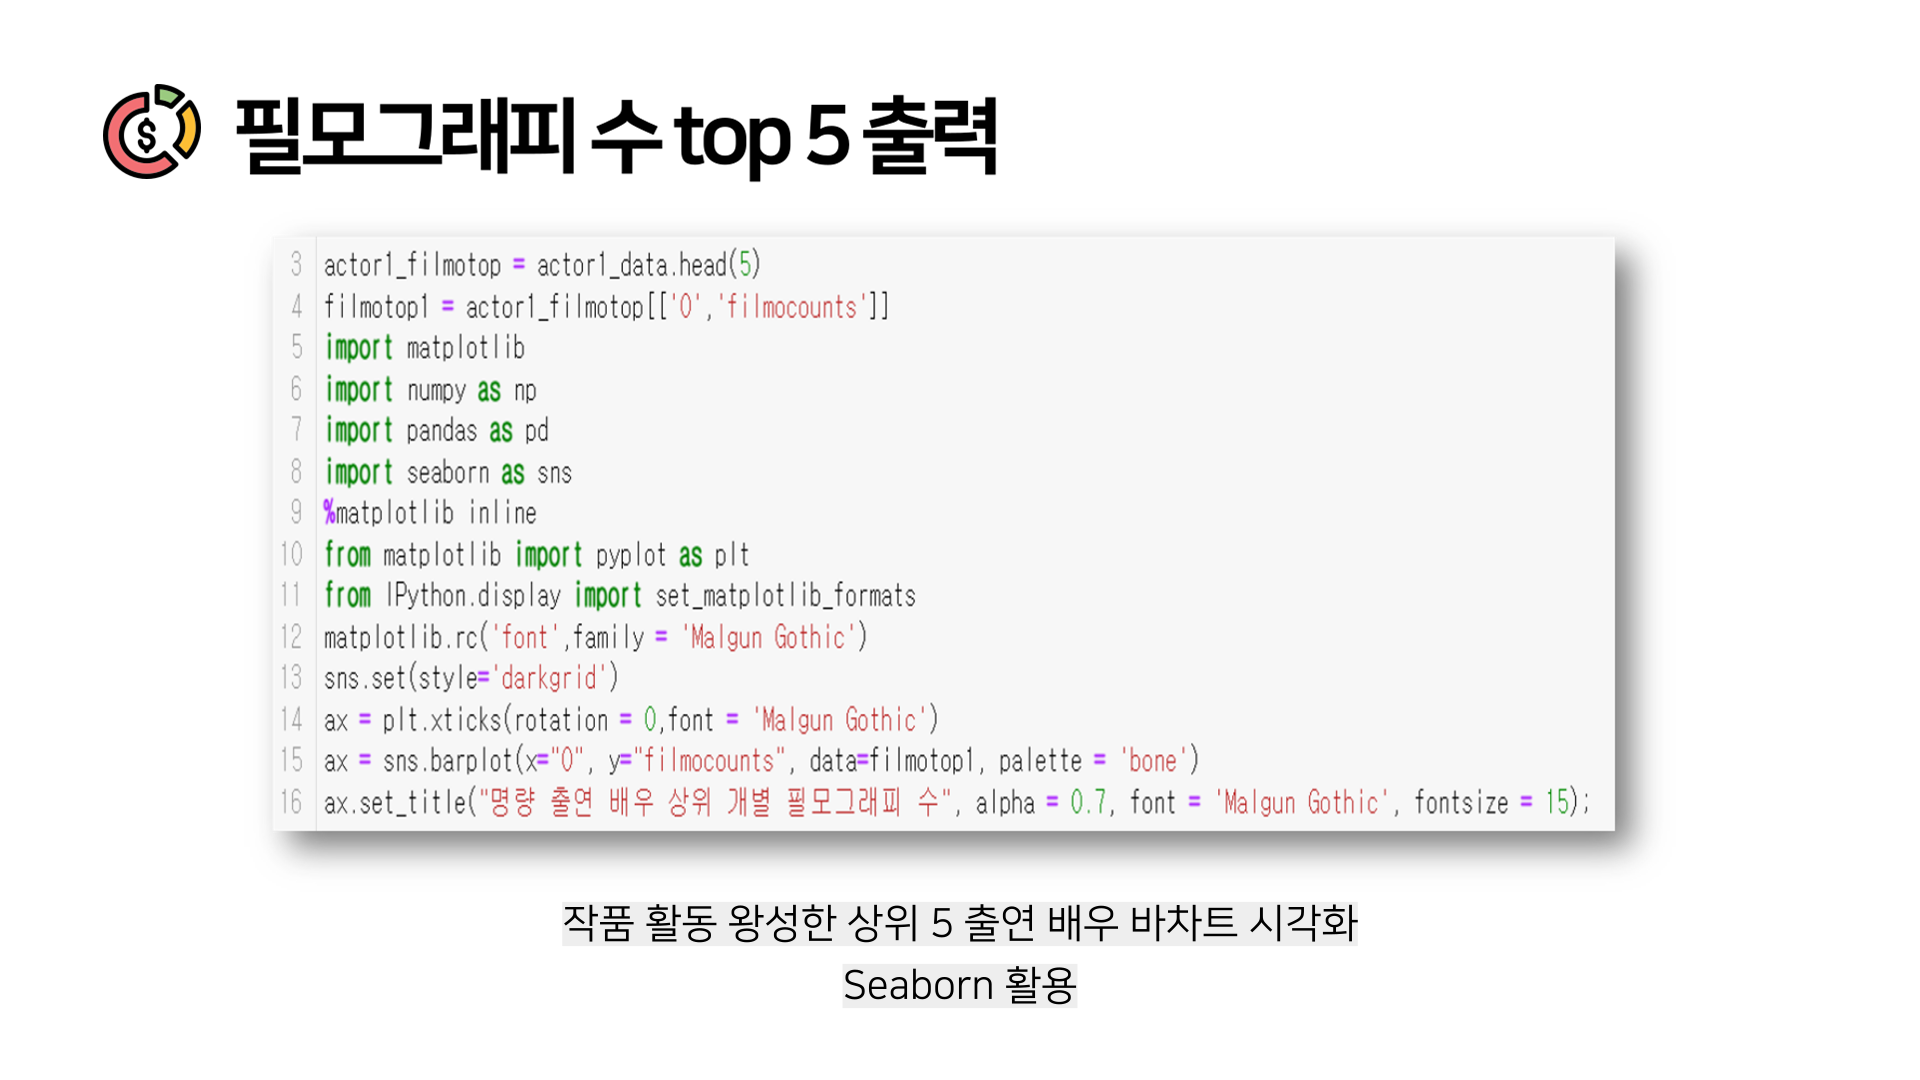 $
필모그래피 수 top 5 출력
3 actor1_filmotop = actor1_data.head(5)
4 filmotop1 = actor1_filmotop[['0','filmocounts']]
5 import matplotlib
6 import numpy as np
7 import pandas as pd
8 import seaborn as sns
9 %matplotlib inline
10 from matplotlib import pyplot as plt
11 from IPython.display import set_matplotlib_formats
12 matplotlib.rc('font',family = 'Malgun Gothic')
13 sns.set(style='darkgrid')
14 ax = plt.xticks(rotation = 0,font = 'Malgun Gothic')
15 ax = sns.barplot(x="0", y="filmocounts", data=filmotop1, palette = 'bone')
16 ax.set_title("명량 출연 배우 상위 개별 필모그래피 수", alpha = 0.7, font = 'Malgun Gothic', fontsize = 15);
작품 활동 왕성한 상위 5 출연 배우 바차트 시각화
Seaborn 활용